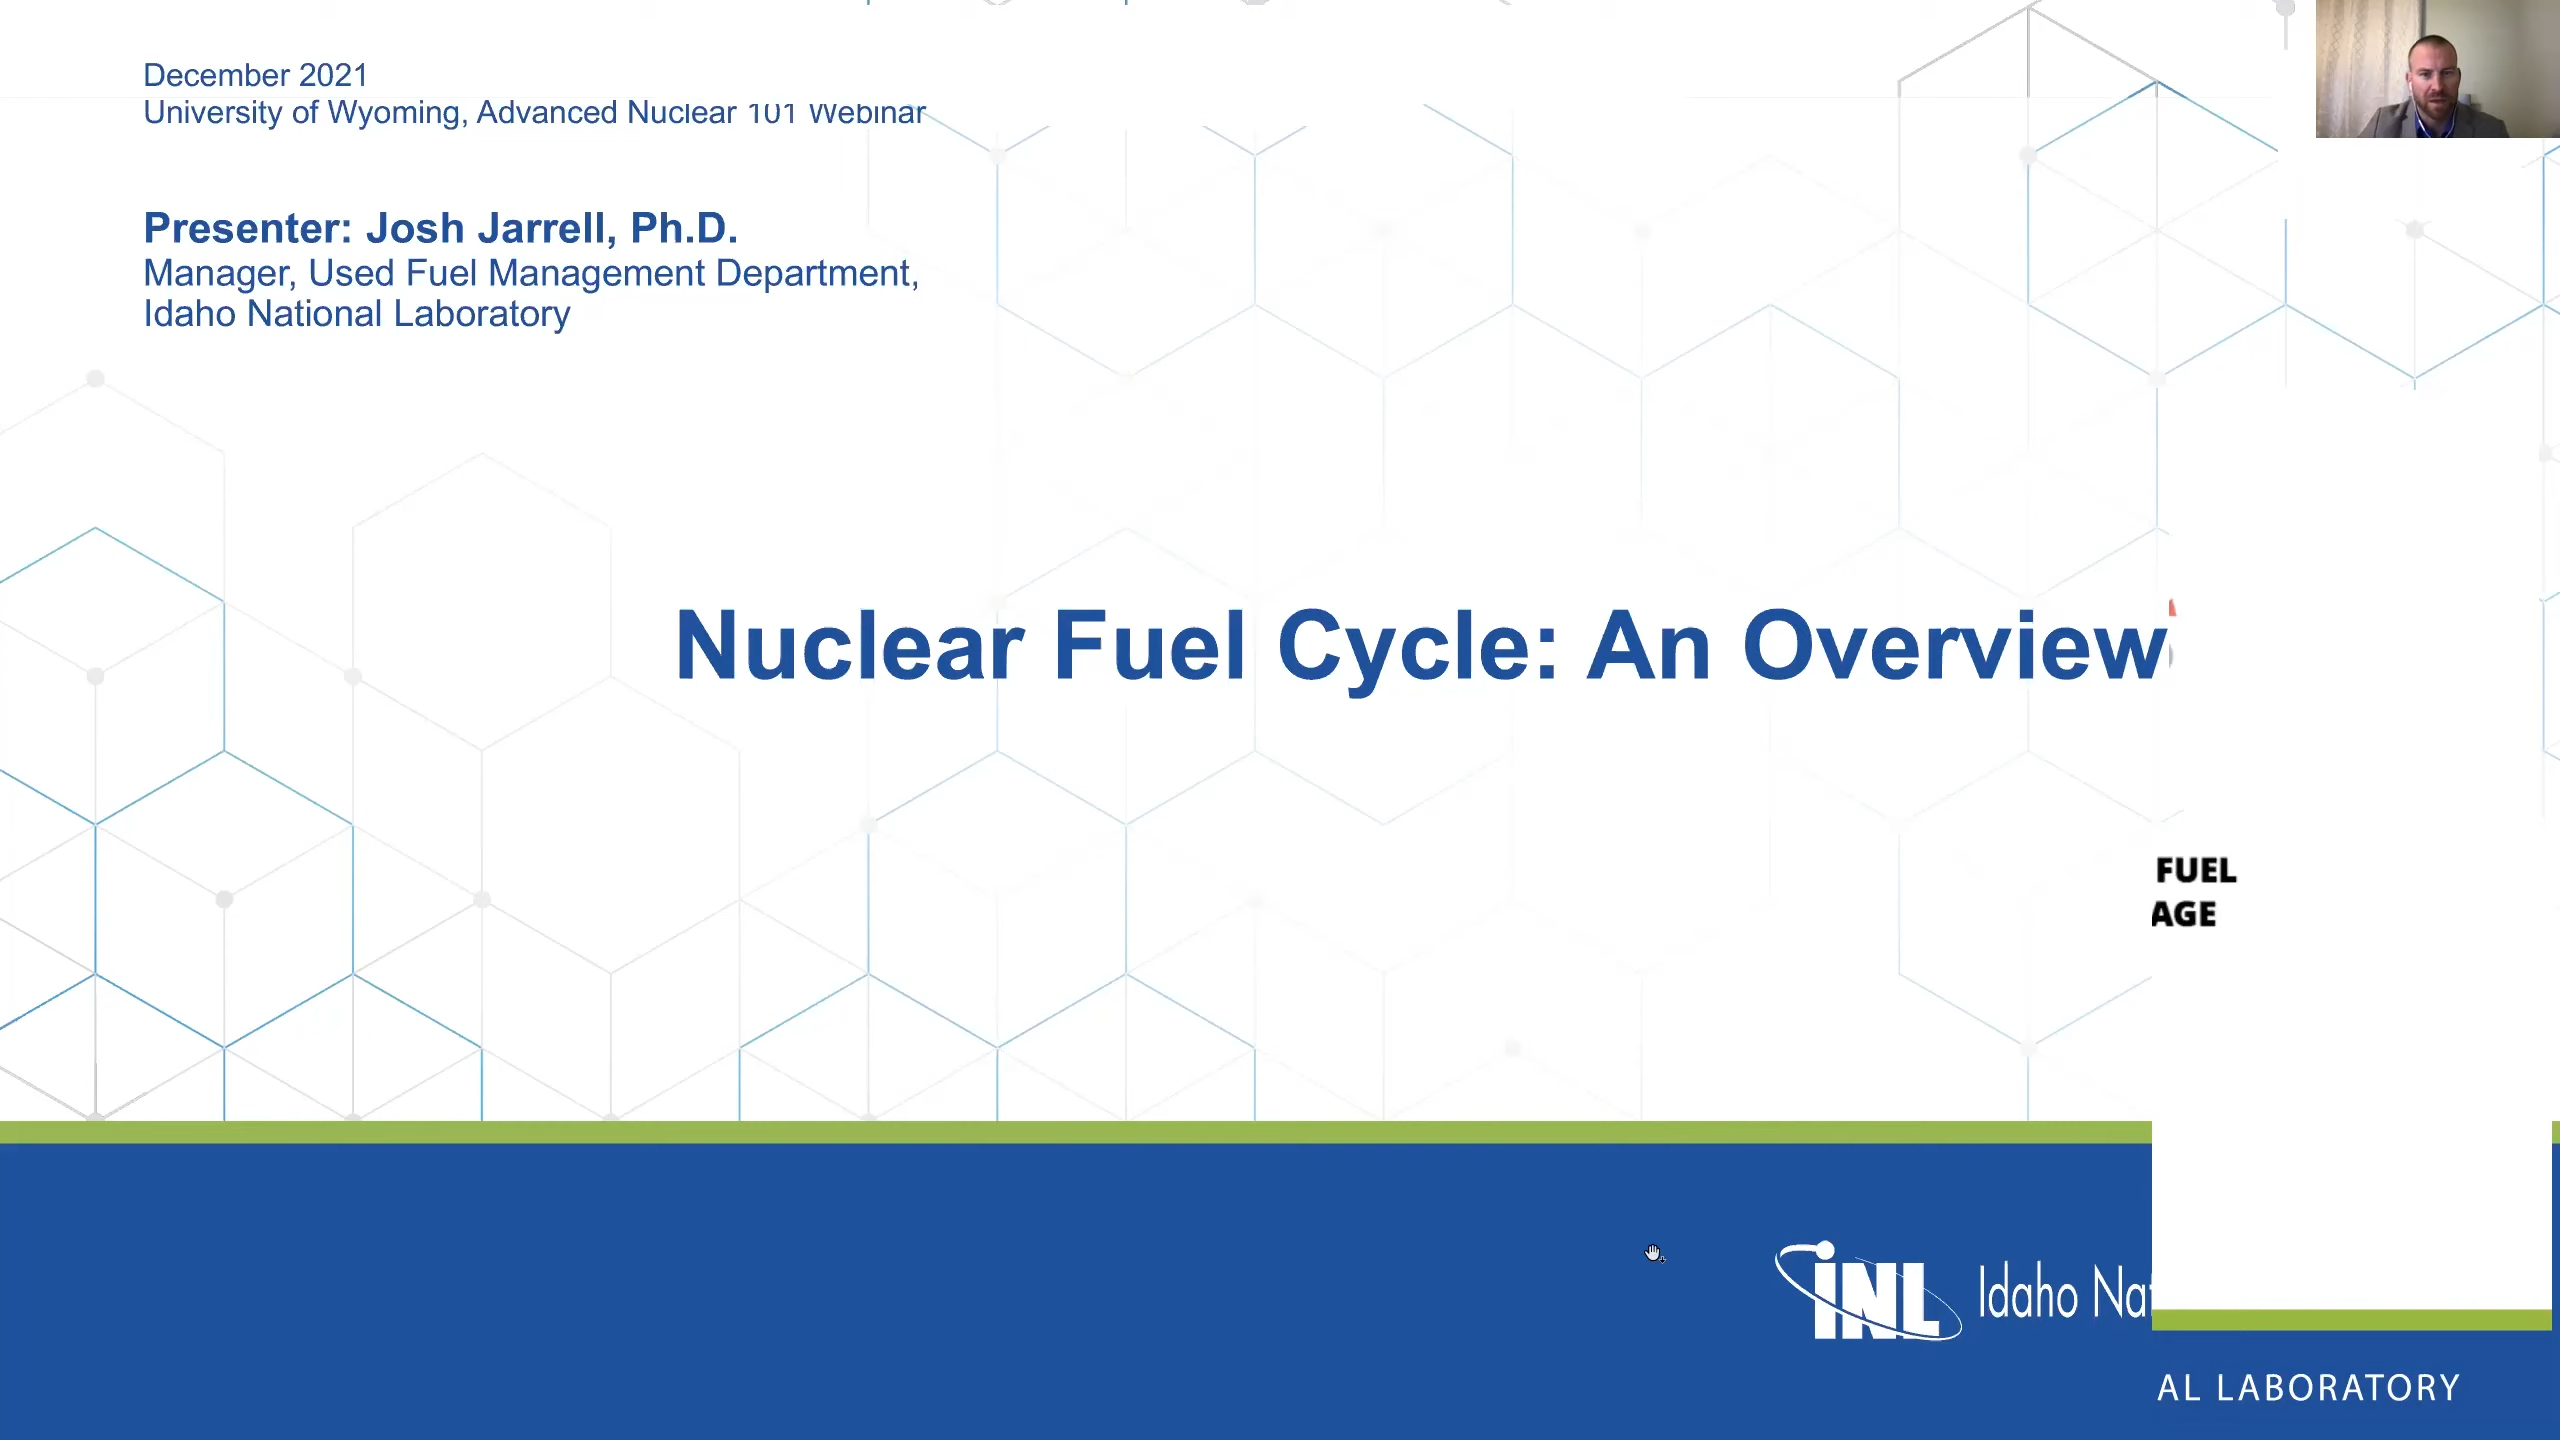 December 2021
University of Wyoming, Advanced Nuclear 101 Webinar
Presenter: Josh Jarrell, Ph.D.
Manager, Used Fuel Management Department,
Idaho National Laboratory
Nuclear Fuel Cycle: An Overview
FUEL
AGE
INL Idaho Nat
AL LABORATORY